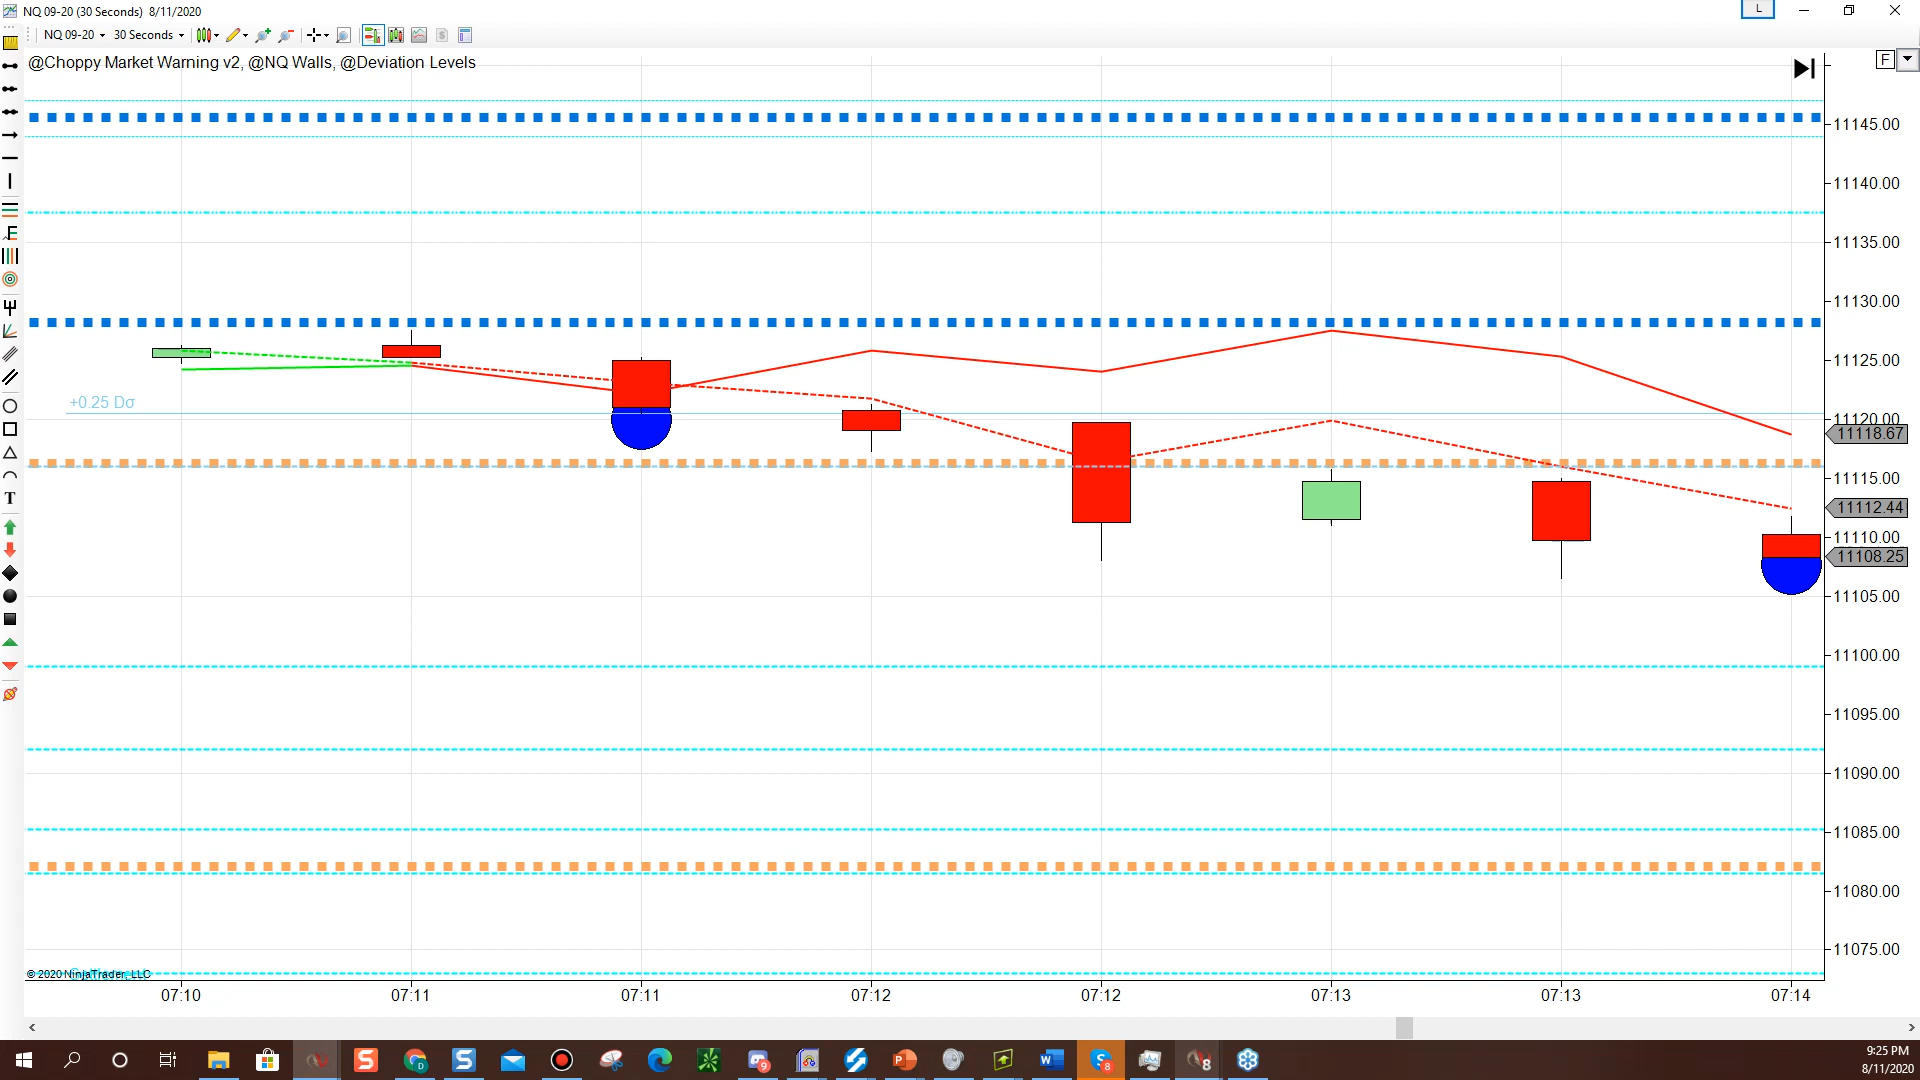 NQ 09-20 (30 Seconds) 8/11/2020
L
NQ 09-20 30 Seconds
@Choppy Market Warning v2, @NQ Walls, @Deviation Levels
F
11145.00
11140.00
11135.00
11130.00
11125.00
+0.25 Dσ
11120.00
11118.67
11115.00
11112.44
11110.00
11108.25
11105.00
11100.00
11095.00
11090.00
11085.00
11080.00
11075.00
© 2020 NinjaTrader, LLC
07:10 07:11 07:11 07:12 07:12 07:13 07:13 07:14
9:25 PM
8/11/2020